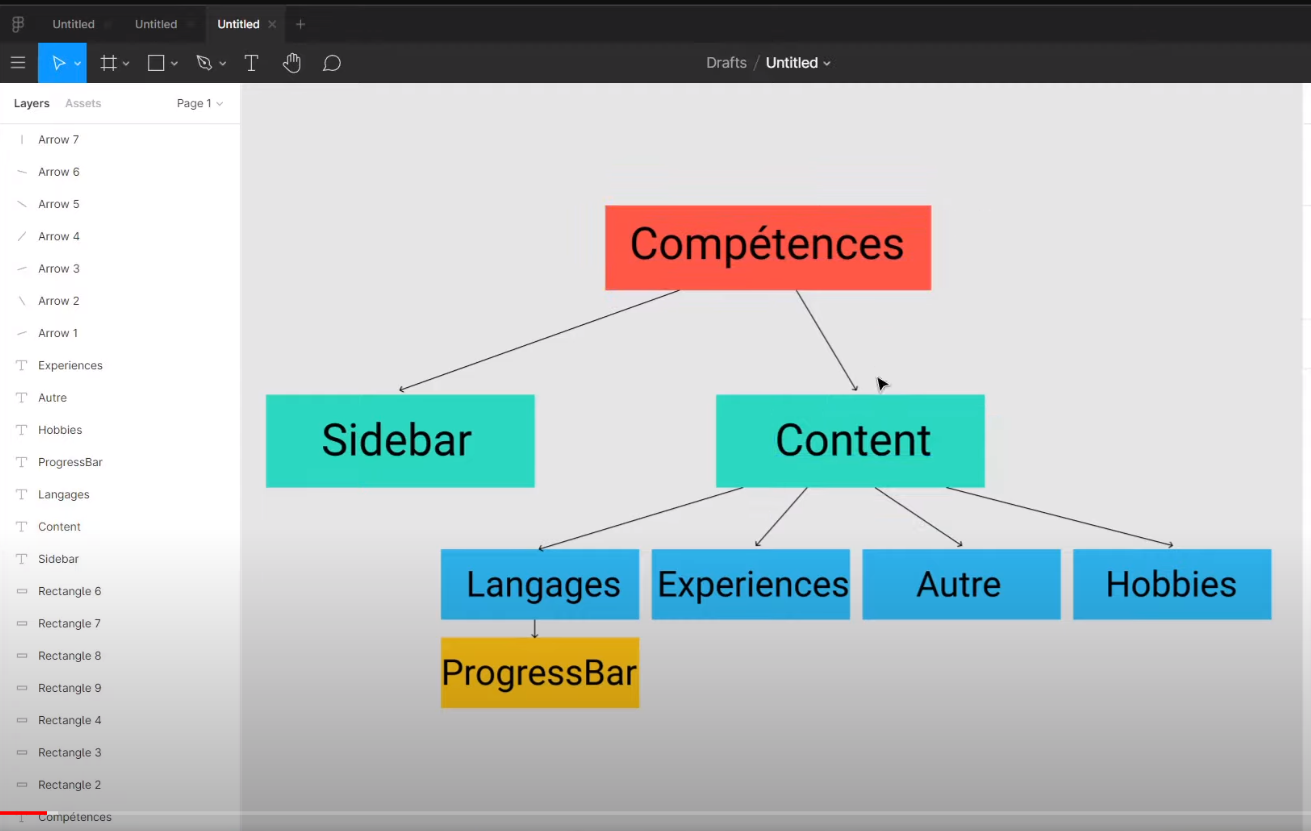 Untitled
Untitled
Untitled
Drafts / Untitled
Layers
Assets
Page 1
Arrow 7
Arrow 6
Arrow 5
Arrow 4
Arrow 3
Arrow 2
Arrow 1
Experiences
Autre
Hobbies
ProgressBar
Langages
Content
Sidebar
Rectangle 6
Rectangle 7
Rectangle 8
Rectangle 9
Rectangle 4
Rectangle 3
Rectangle 2
Compétences
Compétences
Sidebar
Content
Langages
Experiences
Autre
Hobbies
ProgressBar